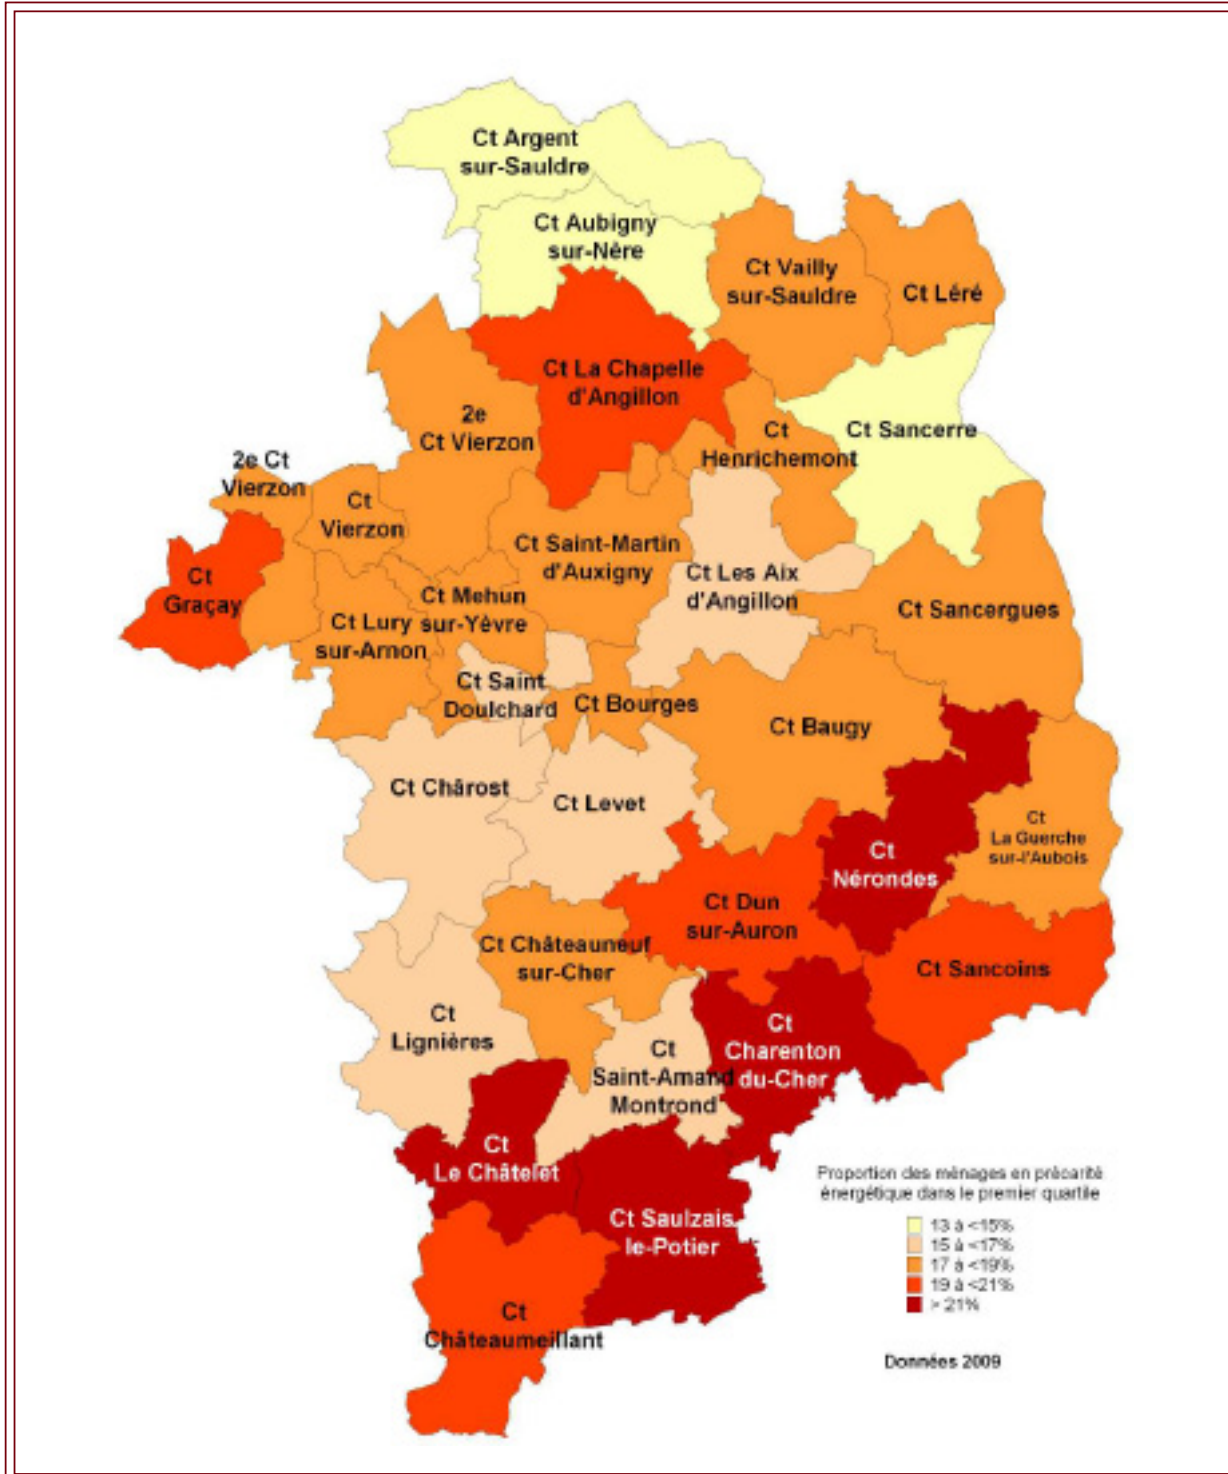 Ct Argent
sur-Sauldre
Ct Aubigny
sur-Nère
Ct Vailly
sur-Sauldre
Ct Léré
Ct La Chapelle
d'Angillon
2e
Ct Vierzon
Ct
Henrichemont
Ct Sancerre
2e Ct
Vierzon
Ct
Vierzon
Ct Saint-Martin
d'Auxigny
Ct Les Aix
d'Angillon
Ct
Graçay
Ct Mehun
sur-Yèvre
Ct Lury
sur-Arnon
Ct Sancergues
Ct Saint
Doulchard
Ct Bourges
Ct Baugy
Ct Chârost
Ct Levet
Ct
La Guerche
sur-l'Aubois
Ct
Nérondes
Ct Dun
sur-Auron
Ct Châteauneuf
sur-Cher
Ct Sancoins
Ct
Lignières
Ct
Charenton
du-Cher
Ct
Saint-Amand
Montrond
Ct
Le Châtelet
Ct Saulzais
le-Potier
Ct
Châteaumeillant
Proportion des ménages en précarité
énergétique dans le premier quartile
13 à <15%
15 à <17%
17 à <19%
19 à <21%
> 21%
Données 2009